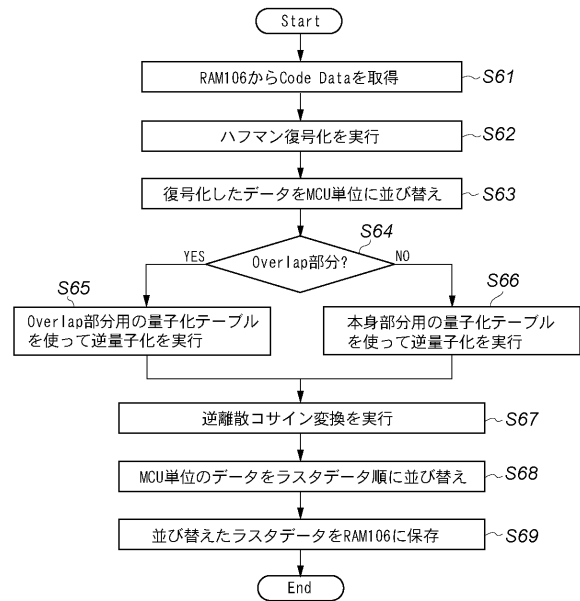 Start
RAM106からCode Dataを取得
S61
ハフマン復号化を実行
S62
復号化したデータをMCU単位に並び替え
S63
S64
Overlap部分?
YES
NO
S65
Overlap部分用の量子化テーブル
を使って逆量子化を実行
S66
本身部分用の量子化テーブル
を使って逆量子化を実行
逆離散コサイン変換を実行
S67
MCU単位のデータをラスタデータ順に並び替え
S68
並び替えたラスタデータをRAM106に保存
S69
End